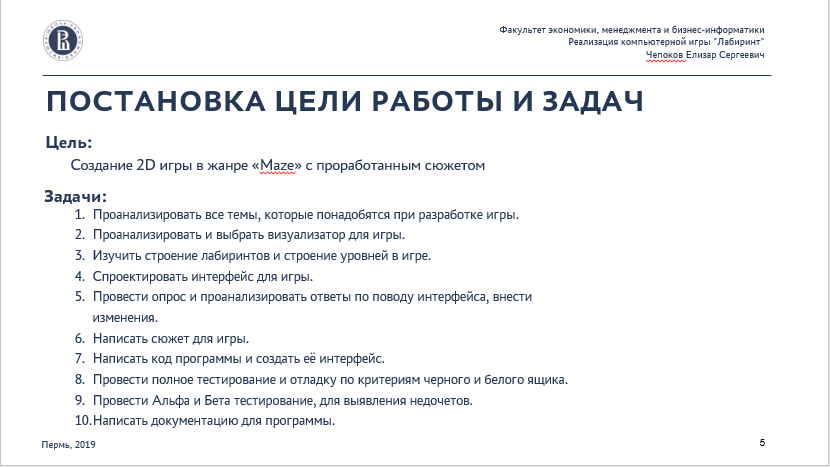 Факультет экономики, менеджмента и бизнес-информатики
Реализация компьютерной игры "Лабиринт"
Чепоков Елизар Сергеевич
ПОСТАНОВКА ЦЕЛИ РАБОТЫ И ЗАДАЧ
Цель:
Создание 2D игры в жанре «Maze» с проработанным сюжетом
Задачи:
1. Проанализировать все темы, которые понадобятся при разработке игры.
2. Проанализировать и выбрать визуализатор для игры.
3. Изучить строение лабиринтов и строение уровней в игре.
4. Спроектировать интерфейс для игры.
5. Провести опрос и проанализировать ответы по поводу интерфейса, внести
изменения.
6. Написать сюжет для игры.
7. Написать код программы и создать её интерфейс.
8. Провести полное тестирование и отладку по критериям черного и белого ящика.
9. Провести Альфа и Бета тестирование, для выявления недочетов.
10.Написать документацию для программы.
Пермь, 2019
5